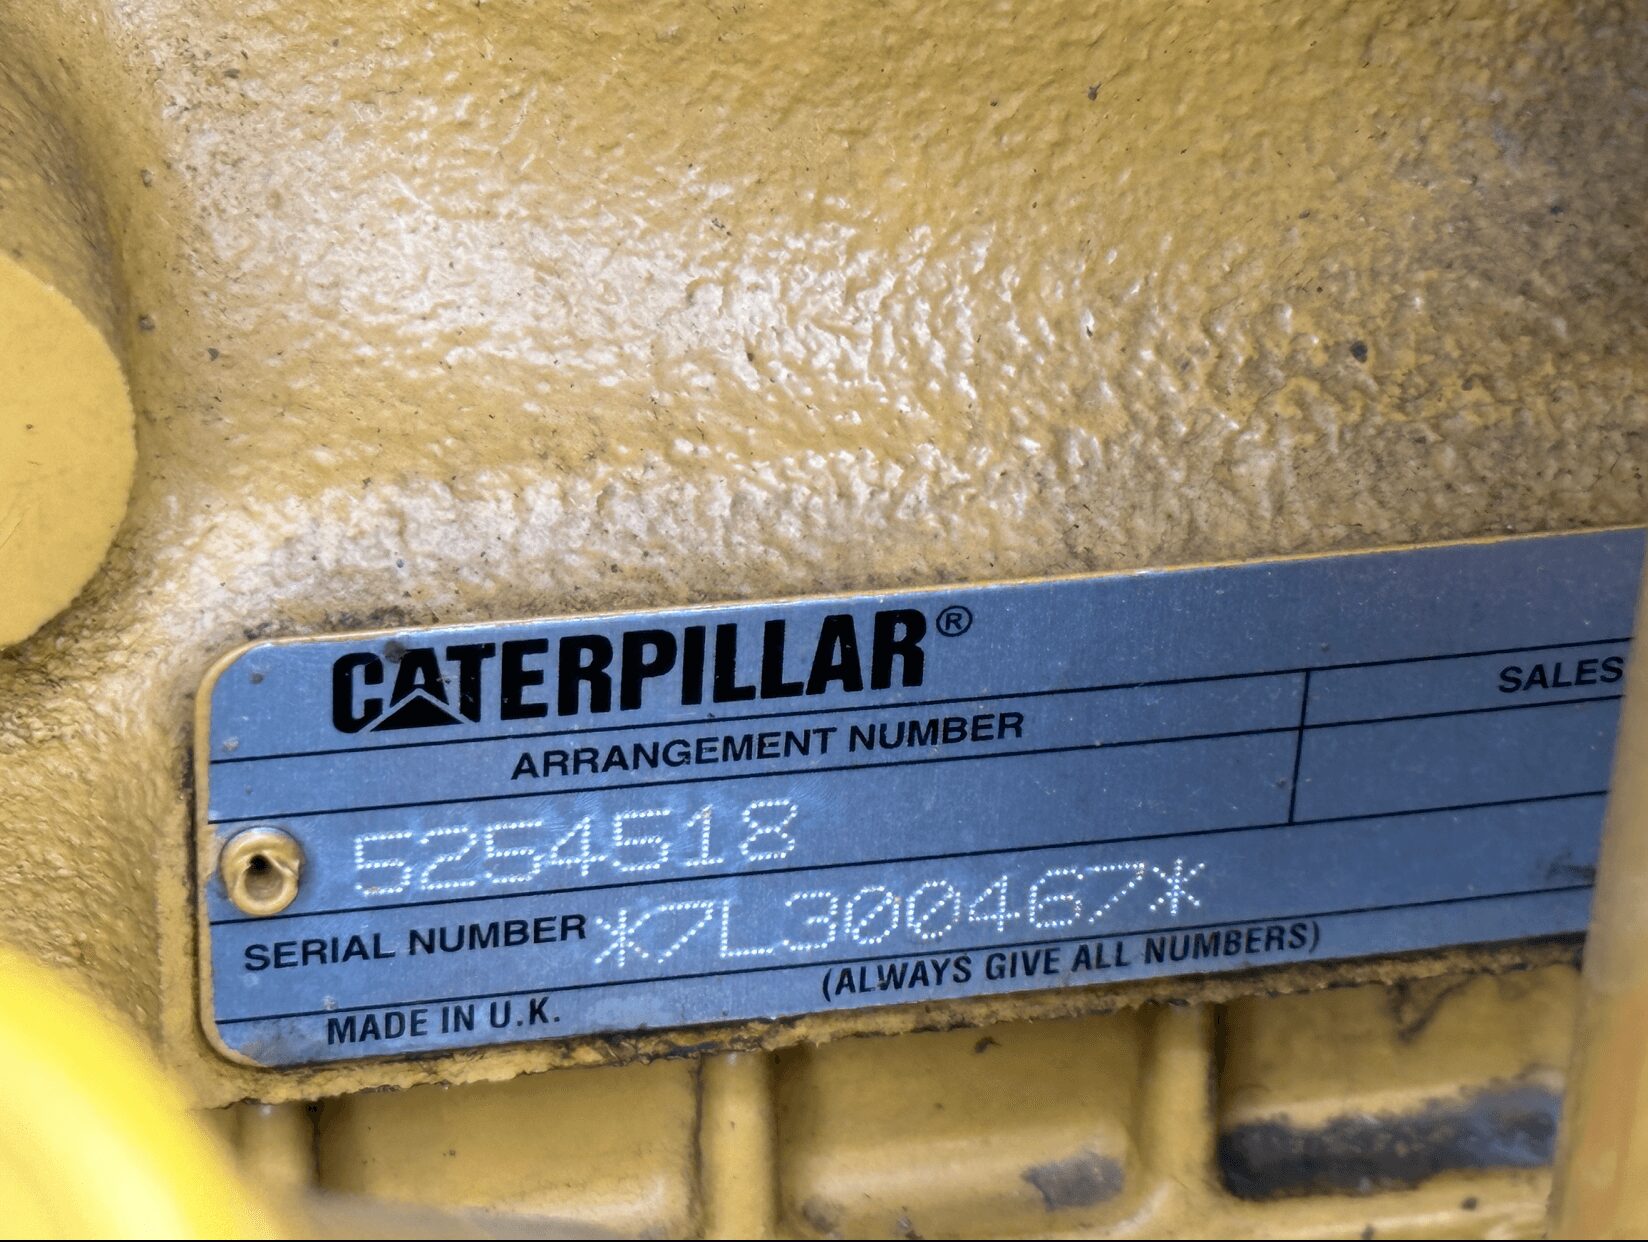 CATERPILLAR®
ARRANGEMENT NUMBER
SALES
5254518
SERIAL NUMBER *7L300467*
MADE IN U.K.
(ALWAYS GIVE ALL NUMBERS)